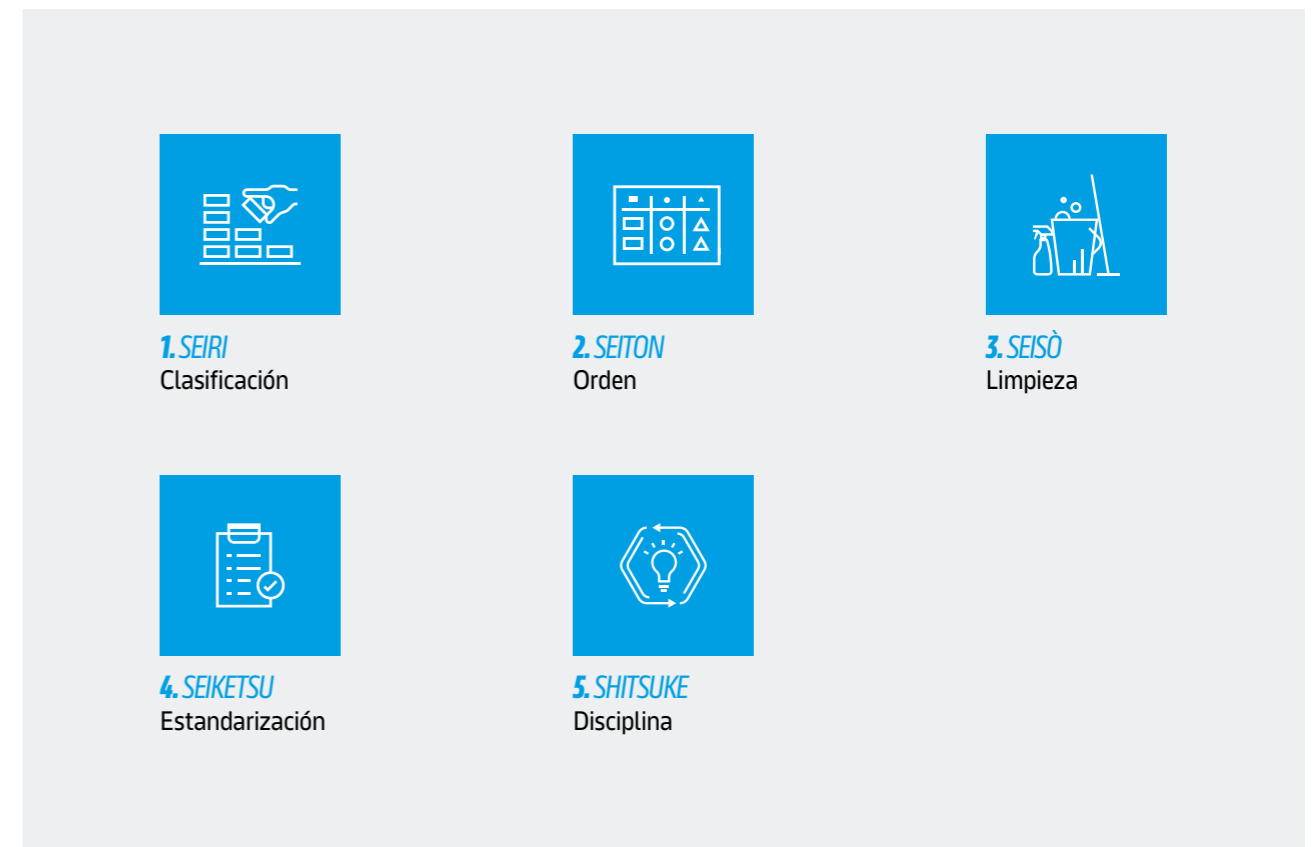 1. SEIRI
Clasificación
2. SEITON
Orden
3. SEISÒ
Limpieza
4. SEIKETSU
Estandarización
5. SHITSUKE
Disciplina